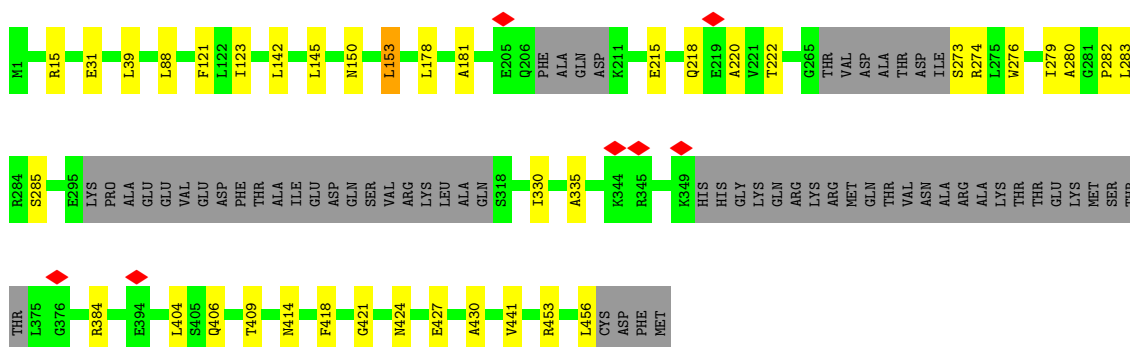 M1 R15 E31 L39 L88 F121 L122 I123 L142 L145 N150 L153 L178 A181 E205 Q206 PHE ALA GLN ASP K211 E215 Q218 E219 A220 V221 T222 G265 THR VAL ASP ALA THR ASP ILE S273 R274 L275 W276 I279 A280 G281 P282 L283
R284 S285 E295 LYS PRO ALA GLU GLU VAL GLU ASP PHE THR ALA ILE GLU ASP GLN SER VAL ARG LYS LEU ALA GLN S318 I330 A335 K344 R345 K349 HIS HIS GLY LYS GLN ARG LYS ARG MET GLN THR VAL ASN ALA ARG ALA LYS THR THR GLU LYS MET SER THR
THR L375 G376 R384 E394 L404 S405 Q406 T409 N414 F418 G421 N424 E427 A430 V441 R453 L456 CYS ASP PHE MET